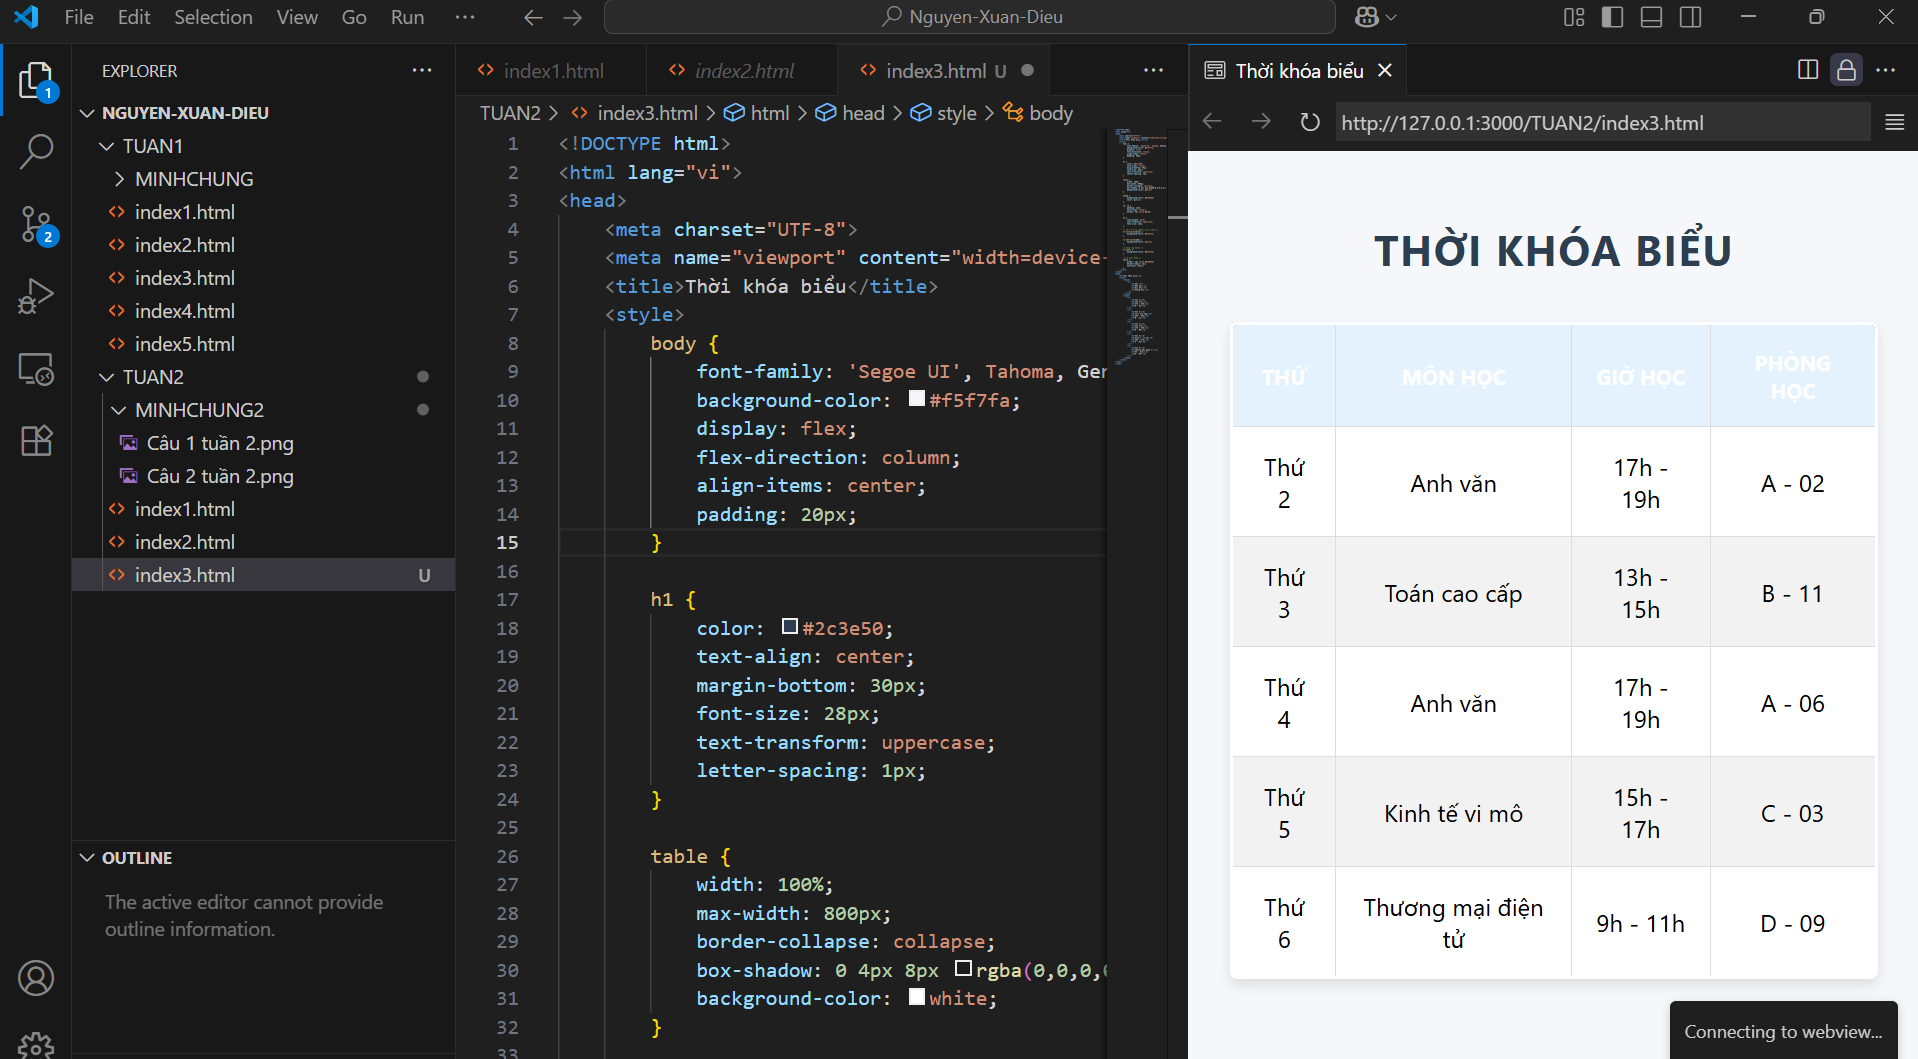 File Edit Selection View Go Run ... Nguyen-Xuan-Dieu
EXPLORER
NGUYEN-XUAN-DIEU
TUAN1
MINHCHUNG
index1.html
index2.html
index3.html
index4.html
index5.html
TUAN2
MINHCHUNG2
Câu 1 tuần 2.png
Câu 2 tuần 2.png
index1.html
index2.html
index3.html U
OUTLINE
The active editor cannot provide
outline information.
1
2
index1.html index2.html index3.html U
TUAN2 > index3.html > html > head > style > body
1 <!DOCTYPE html>
2 <html lang="vi">
3 <head>
4 <meta charset="UTF-8">
5 <meta name="viewport" content="width=device-
6 <title>Thời khóa biểu</title>
7 <style>
8 body {
9 font-family: 'Segoe UI', Tahoma, Gen
10 background-color: #f5f7fa;
11 display: flex;
12 flex-direction: column;
13 align-items: center;
14 padding: 20px;
15 }
16
17 h1 {
18 color: #2c3e50;
19 text-align: center;
20 margin-bottom: 30px;
21 font-size: 28px;
22 text-transform: uppercase;
23 letter-spacing: 1px;
24 }
25
26 table {
27 width: 100%;
28 max-width: 800px;
29 border-collapse: collapse;
30 box-shadow: 0 4px 8px rgba(0,0,0,0
31 background-color: white;
32 }
33
Thời khóa biểu
http://127.0.0.1:3000/TUAN2/index3.html
THỜI KHÓA BIỂU
THỨ MÔN HỌC GIỜ HỌC PHÒNG HỌC
Thứ 2 Anh văn 17h - 19h A - 02
Thứ 3 Toán cao cấp 13h - 15h B - 11
Thứ 4 Anh văn 17h - 19h A - 06
Thứ 5 Kinh tế vi mô 15h - 17h C - 03
Thứ 6 Thương mại điện tử 9h - 11h D - 09
Connecting to webview...